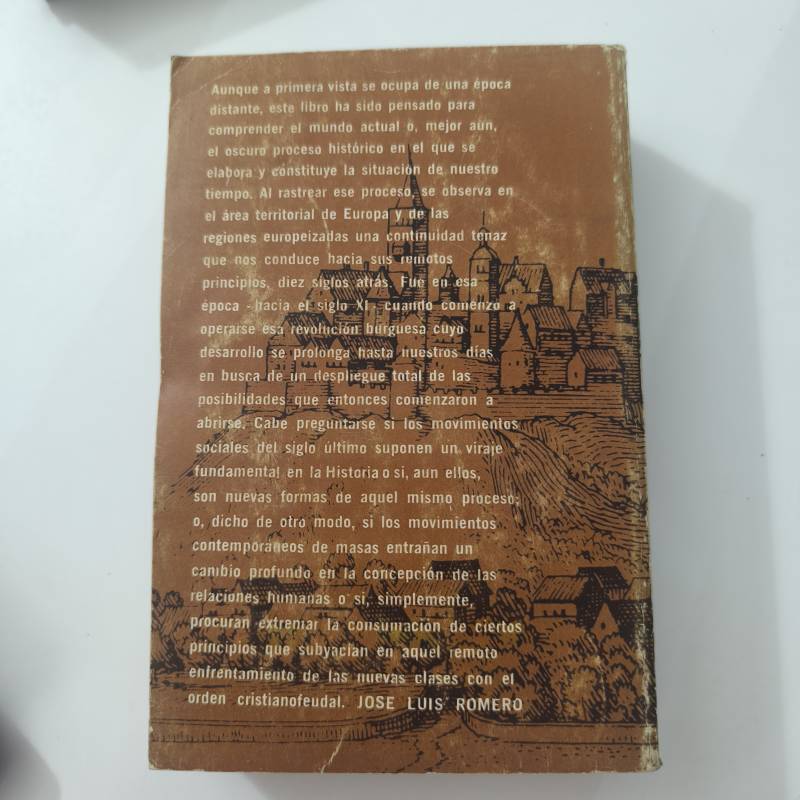 Aunque a primera vista se ocupa de una época
distante, este libro ha sido pensado para
comprender el mundo actual o, mejor aún,
el oscuro proceso histórico en el que se
elabora y constituye la situación de nuestro
tiempo. Al rastrear ese proceso, se observa en
el área territorial de Europa y de las
regiones europeizadas una continuidad tenaz
que nos conduce hacia sus remotos
principios, diez siglos atrás. Fue en esa
época -hacia el siglo XI- cuando comenzó a
operarse esa revolución burguesa cuyo
desarrollo se prolonga hasta nuestros días
en busca de un despliegue total de las
posibilidades que entonces comenzaron a
abrirse. Cabe preguntarse si los movimientos
sociales del siglo último suponen un viraje
fundamental en la Historia o si, aun ellos,
son nuevas formas de aquel mismo proceso;
o, dicho de otro modo, si los movimientos
contemporáneos de masas entrañan un
cambio profundo en la concepción de las
relaciones humanas o si, simplemente,
procuran extremar la consumación de ciertos
principios que subyacían en aquel remoto
enfrentamiento de las nuevas clases con el
orden cristianofeudal. JOSE LUIS ROMERO